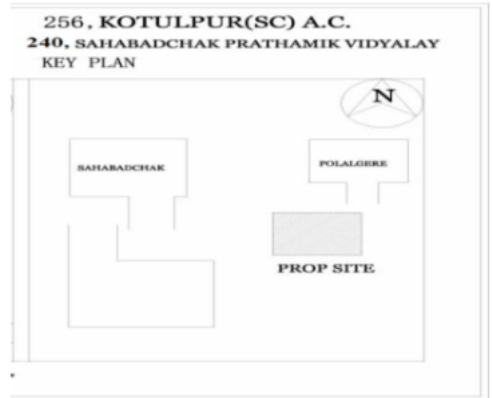 256, KOTULPUR(SC) A.C.
240, SAHABADCHAK PRATHAMIK VIDYALAY
KEY PLAN
N
SAHABADCHAK
POLALGERE
PROP SITE